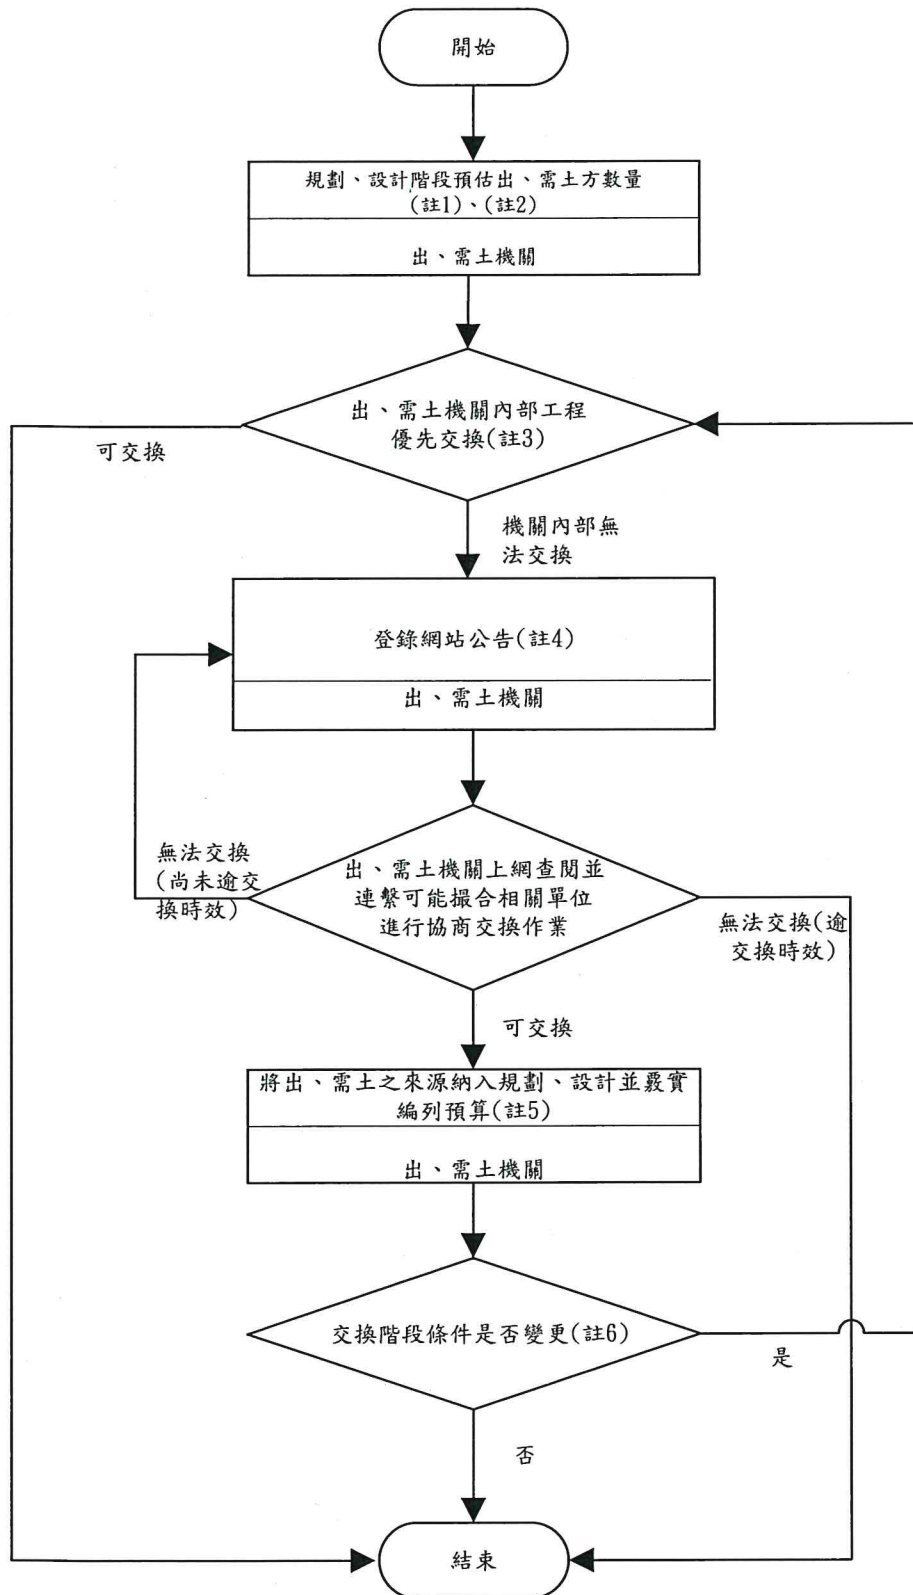 開始
規劃、設計階段預估出、需土方數量
(註1)、(註2)
出、需土機關
出、需土機關內部工程
優先交換(註3)
可交換
機關內部無
法交換
登錄網站公告(註4)
出、需土機關
無法交換
(尚未逾交
換時效)
出、需土機關上網查閱並
連繫可能撮合相關單位
進行協商交換作業
無法交換(逾
交換時效)
可交換
將出、需土之來源納入規劃、設計並覈實
編列預算(註5)
出、需土機關
交換階段條件是否變更(註6)
是
否
結束